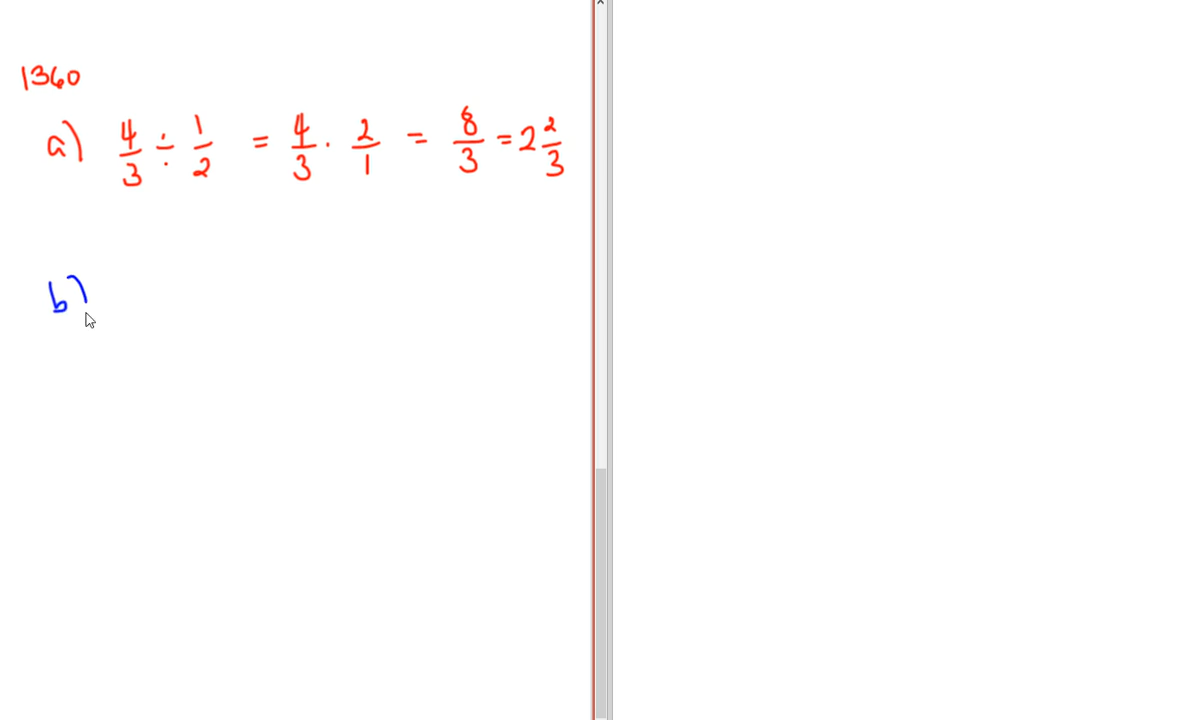 1360
a) 4/3 ÷ 1/2 = 4/3 · 2/1 = 8/3 = 2 2/3
b)